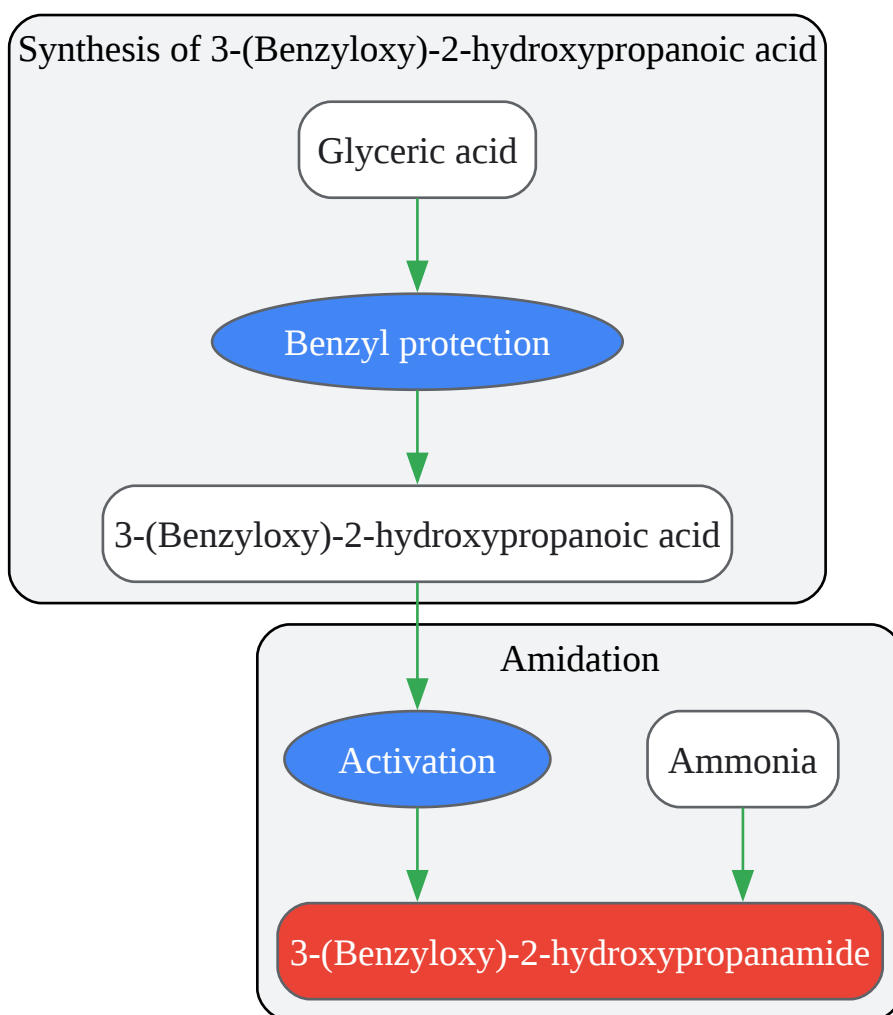 Synthesis of 3-(Benzyloxy)-2-hydroxypropanoic acid
Glyceric acid
Benzyl protection
3-(Benzyloxy)-2-hydroxypropanoic acid
Amidation
Activation
Ammonia
3-(Benzyloxy)-2-hydroxypropanamide